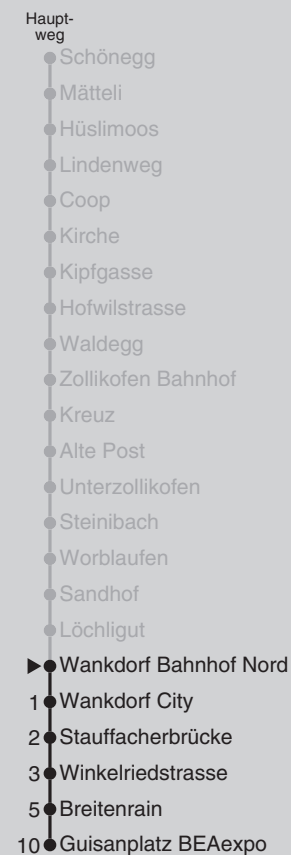 Haupt-
weg
Schönegg
Mätteli
Hüslimoos
Lindenweg
Coop
Kirche
Kipfgasse
Hofwilstrasse
Waldegg
Zollikofen Bahnhof
Kreuz
Alte Post
Unterzollikofen
Steinibach
Worblaufen
Sandhof
Löchligut
Wankdorf Bahnhof Nord
1 Wankdorf City
2 Stauffacherbrücke
3 Winkelriedstrasse
5 Breitenrain
10 Guisanplatz BEAexpo